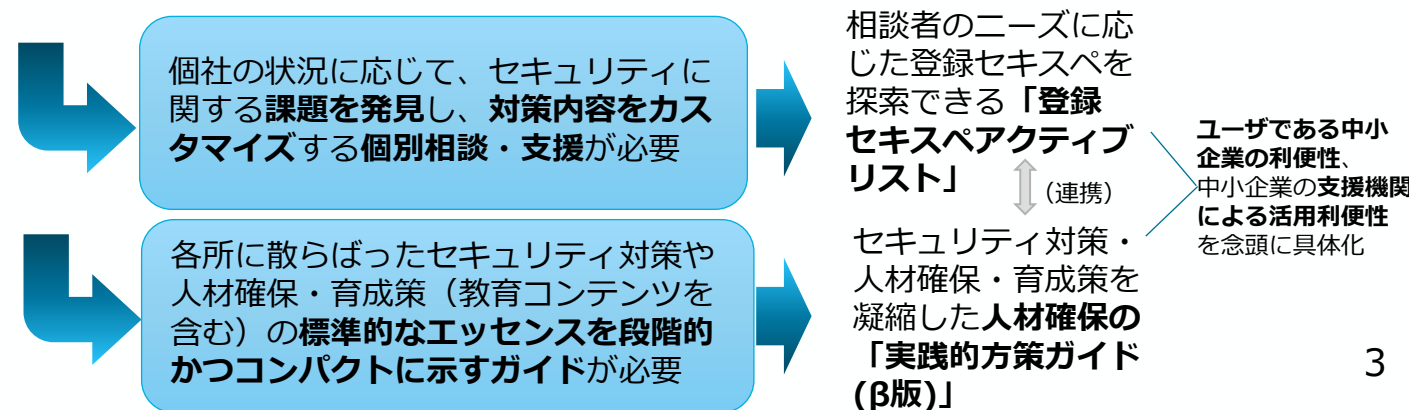 個社の状況に応じて、セキュリティに
関する課題を発見し、対策内容をカス
タマイズする個別相談・支援が必要
相談者のニーズに応
じた登録セキスペを
探索できる「登録
セキスペアクティブ
リスト」
(連携)
ユーザである中小
企業の利便性、
中小企業の支援機関
による活用利便性
を念頭に具体化
各所に散らばったセキュリティ対策や
人材確保・育成策（教育コンテンツを
含む）の標準的なエッセンスを段階的
かつコンパクトに示すガイドが必要
セキュリティ対策・
人材確保・育成策を
凝縮した人材確保の
「実践的方策ガイド
(β版)」
3